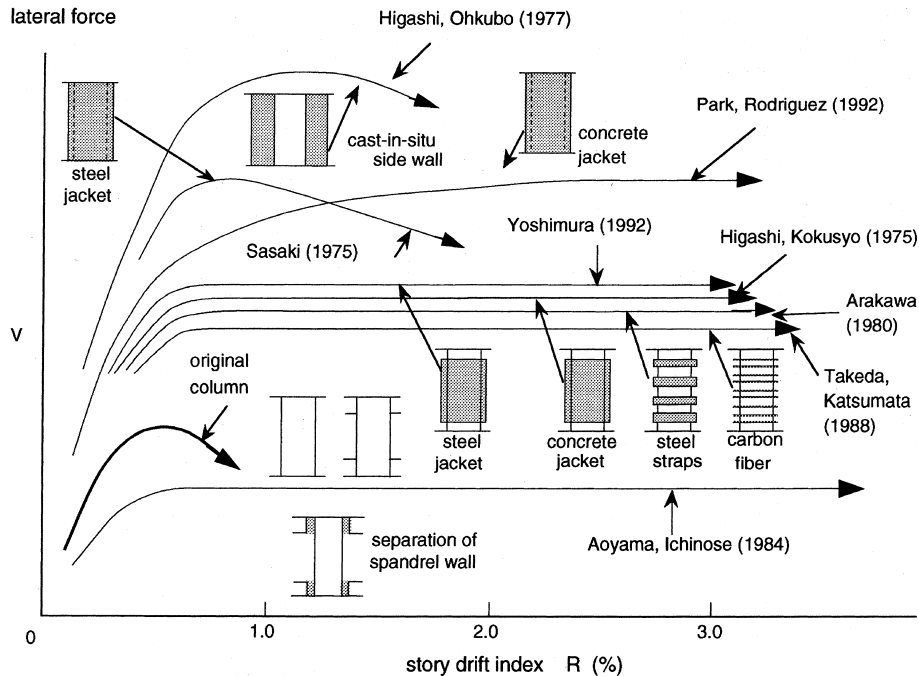 lateral force
Higashi, Ohkubo (1977)
Park, Rodriguez (1992)
cast-in-situ
side wall
concrete
jacket
steel
jacket
Yoshimura (1992)
Higashi, Kokusyo (1975)
Sasaki (1975)
Arakawa
(1980)
V
original
column
Takeda,
Katsumata
(1988)
steel
jacket
concrete
jacket
steel
straps
carbon
fiber
separation of
spandrel wall
Aoyama, Ichinose (1984)
0
1.0
2.0
3.0
story drift index R (%)